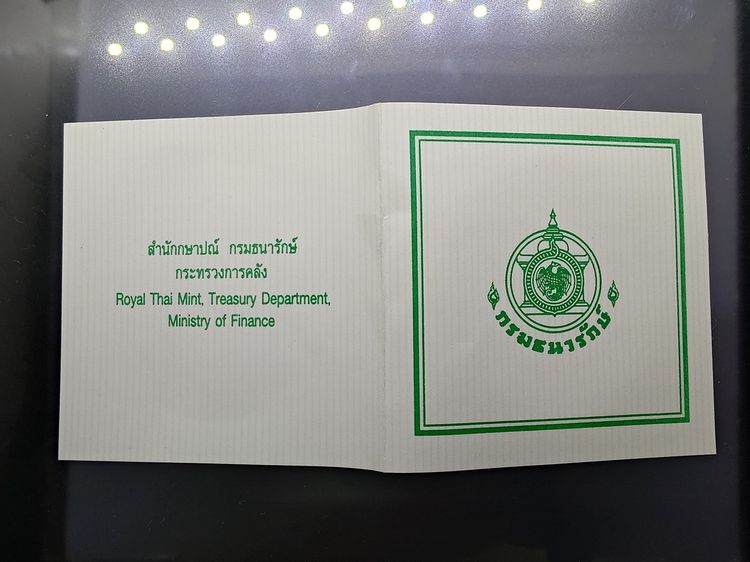 สำนักกษาปณ์ กรมธนารักษ์
กระทรวงการคลัง
Royal Thai Mint, Treasury Department,
Ministry of Finance
กรมธนารักษ์